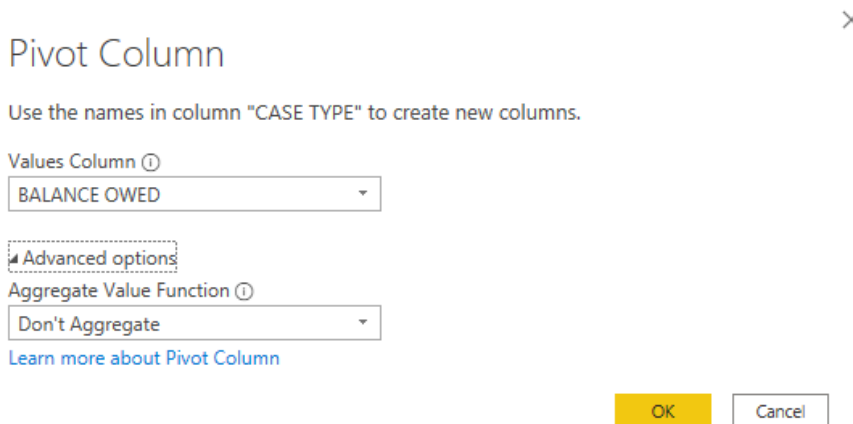 Pivot Column
Use the names in column "CASE TYPE" to create new columns.
Values Column
BALANCE OWED
Advanced options
Aggregate Value Function
Don't Aggregate
Learn more about Pivot Column
OK Cancel